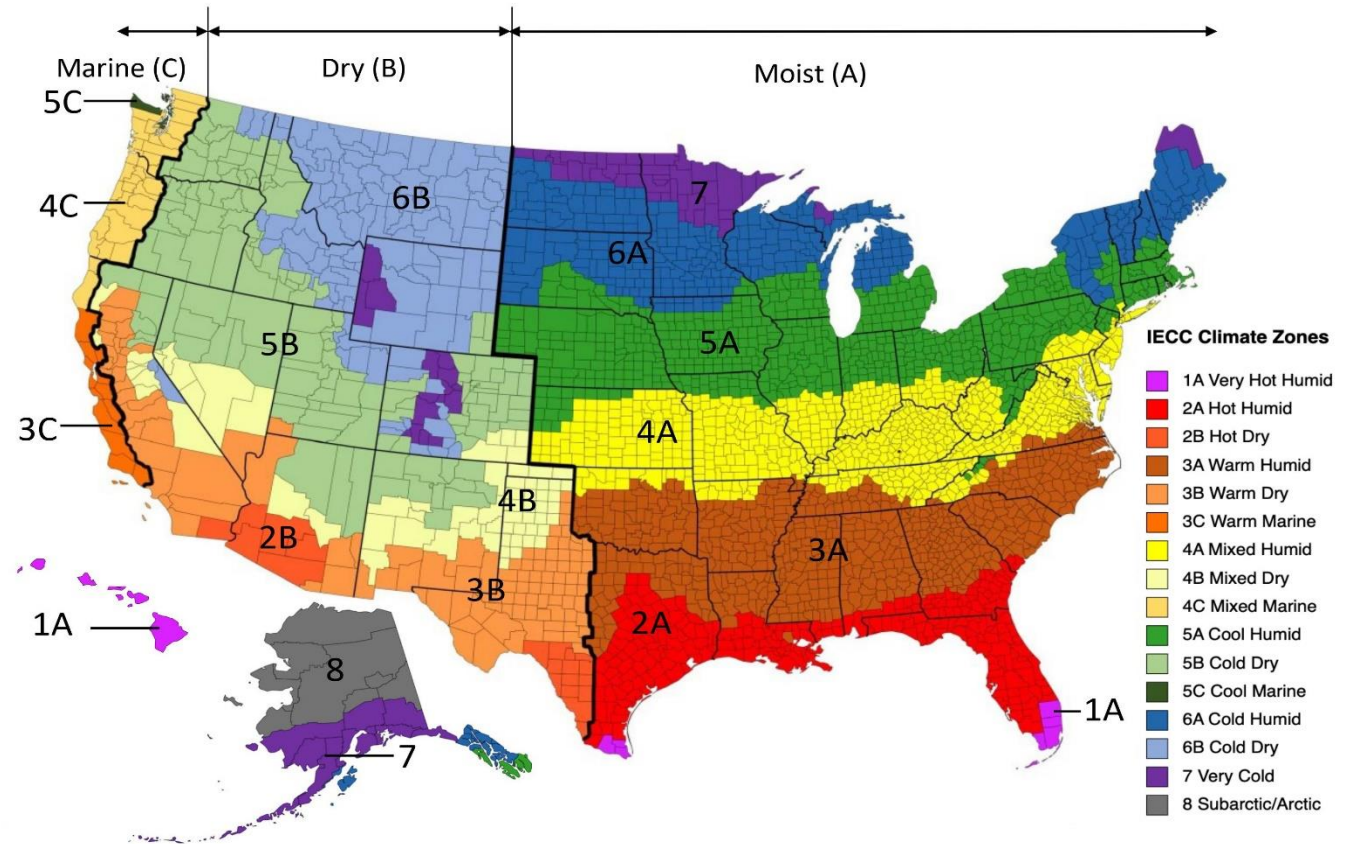 Marine (C)
Dry (B)
Moist (A)
5C
4C
3C
6B
7
6A
5B
5A
4A
4B
2B
3B
3A
2A
1A
8
7
1A
IECC Climate Zones
1A Very Hot Humid
2A Hot Humid
2B Hot Dry
3A Warm Humid
3B Warm Dry
3C Warm Marine
4A Mixed Humid
4B Mixed Dry
4C Mixed Marine
5A Cool Humid
5B Cold Dry
5C Cool Marine
6A Cold Humid
6B Cold Dry
7 Very Cold
8 Subarctic/Arctic